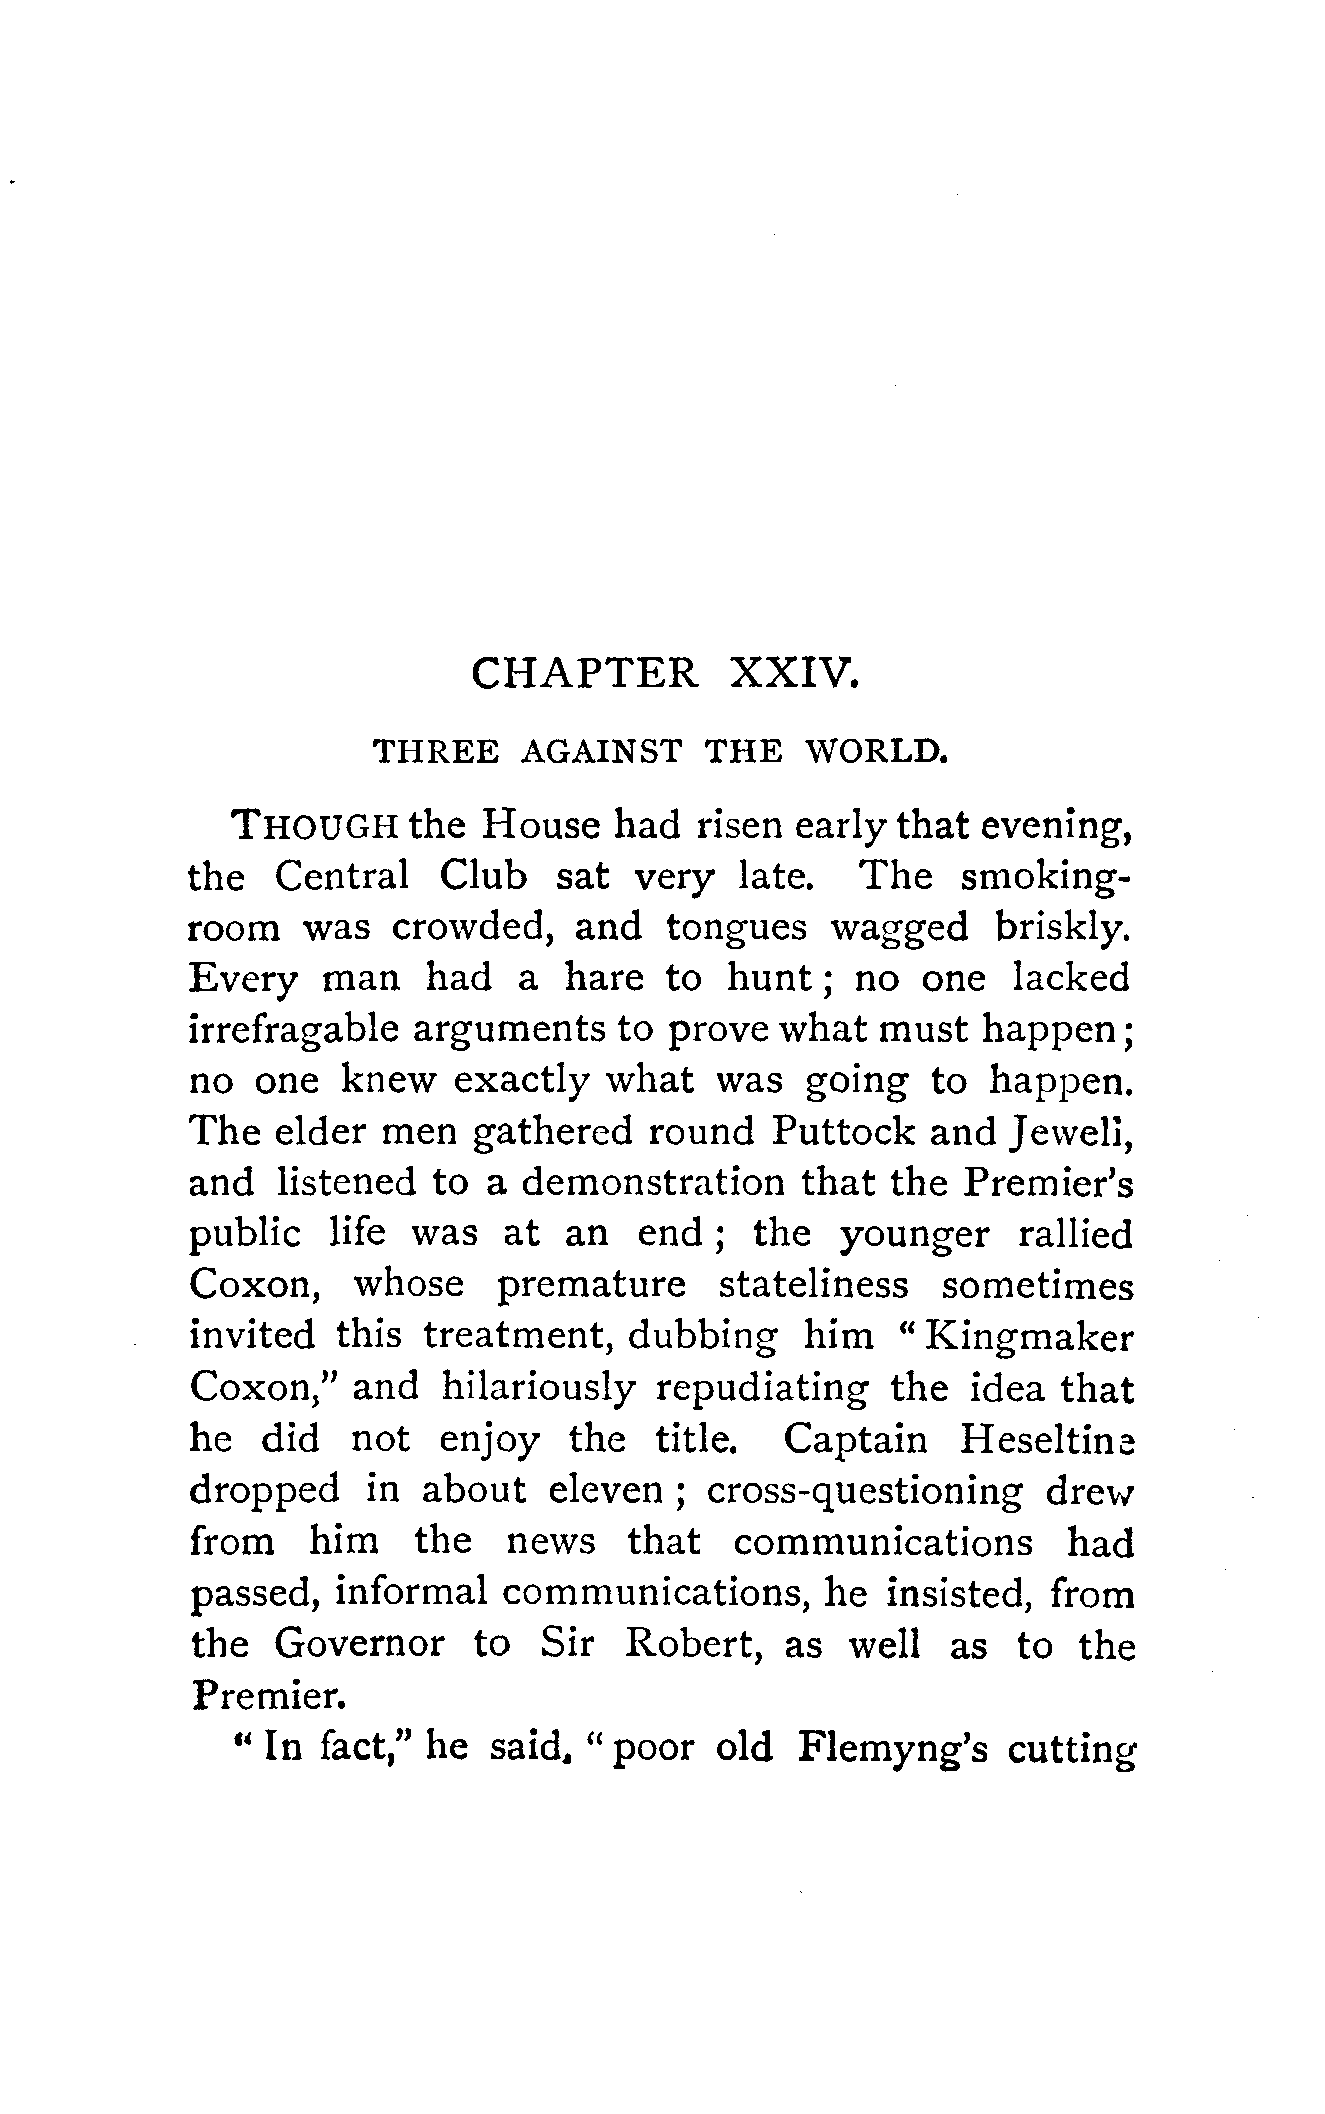 CHAPTER XXIV.
THREE AGAINST THE WORLD.
THOUGH the House had risen early that evening,
the Central Club sat very late. The smoking-
room was crowded, and tongues wagged briskly.
Every man had a hare to hunt ; no one lacked
irrefragable arguments to prove what must happen ;
no one knew exactly what was going to happen.
The elder men gathered round Puttock and Jewell,
and listened to a demonstration that the Premier's
public life was at an end ; the younger rallied
Coxon, whose premature stateliness sometimes
invited this treatment, dubbing him " Kingmaker
Coxon," and hilariously repudiating the idea that
he did not enjoy the title. Captain Heseltine
dropped in about eleven ; cross-questioning drew
from him the news that communications had
passed, informal communications, he insisted, from
the Governor to Sir Robert, as well as to the
Premier.
" In fact," he said, " poor old Flemyng's cutting